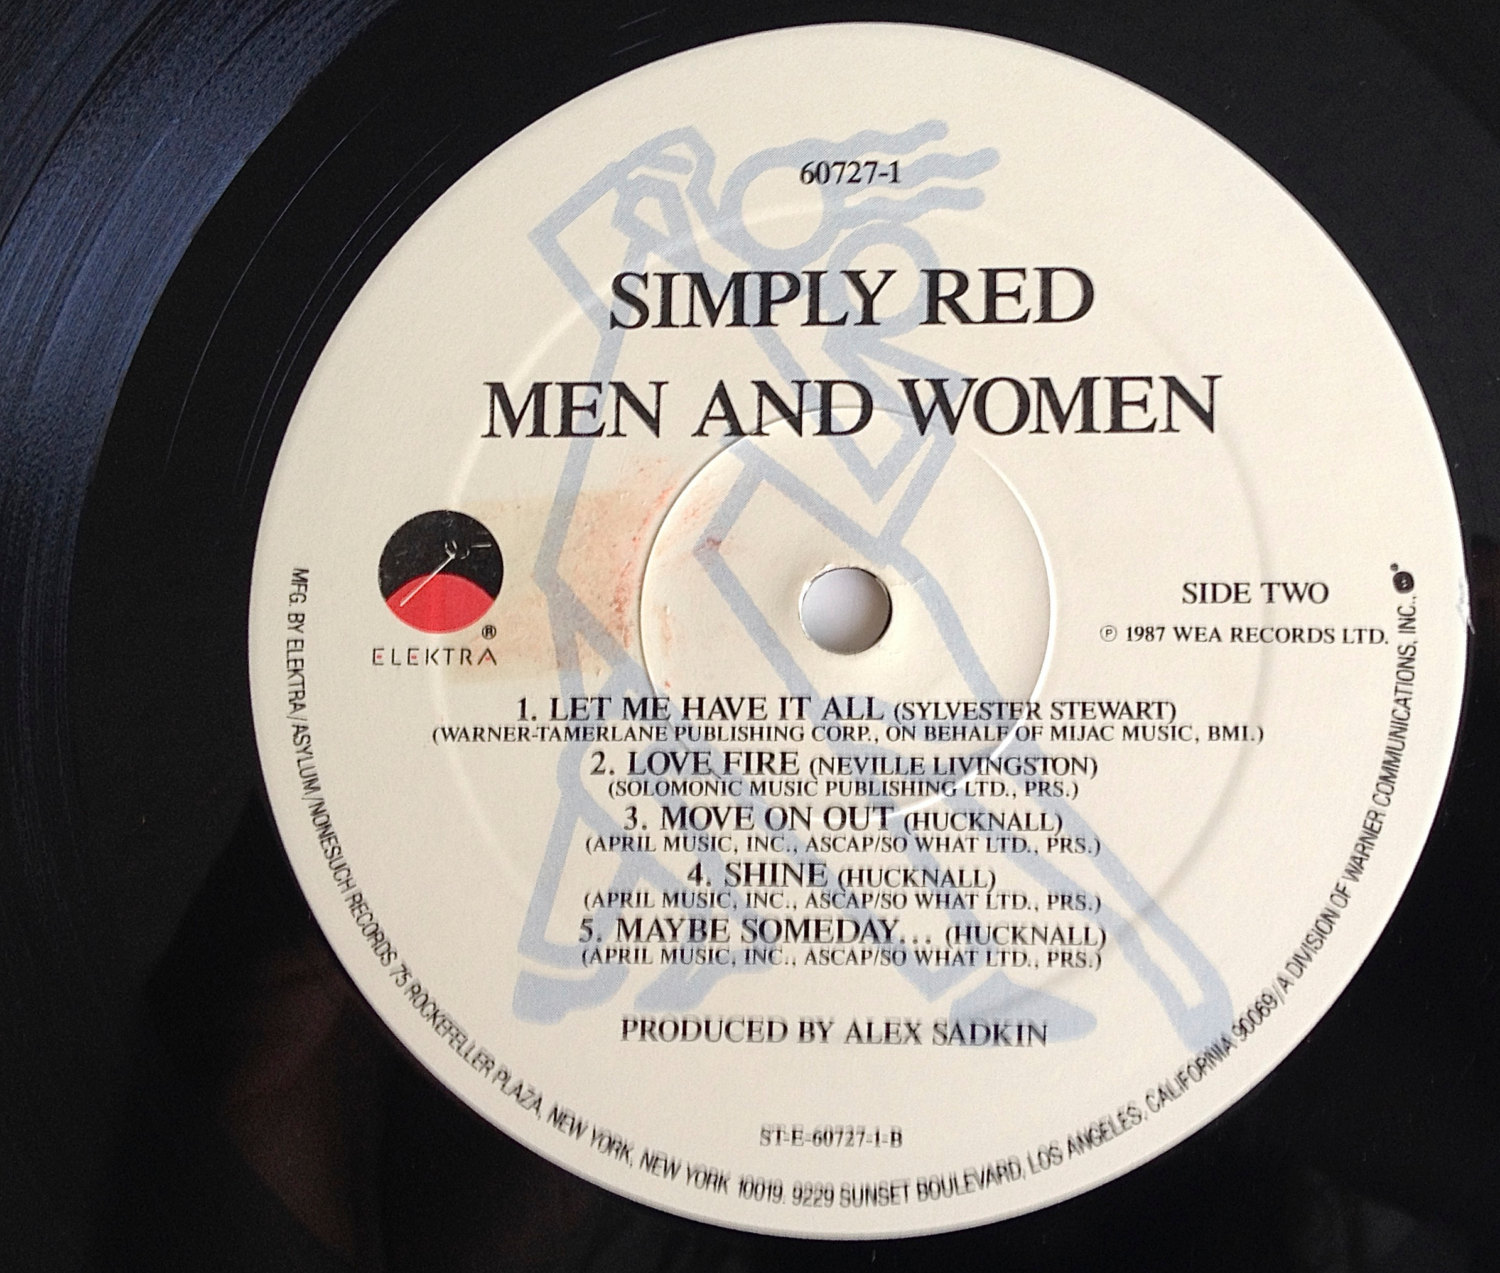 60727-1
SIMPLY RED
MEN AND WOMEN
®
ELEKTRA
SIDE TWO
℗ 1987 WEA RECORDS LTD.
1. LET ME HAVE IT ALL (SYLVESTER STEWART)
(WARNER-TAMERLANE PUBLISHING CORP., ON BEHALF OF MIJAC MUSIC, BMI.)
2. LOVE FIRE (NEVILLE LIVINGSTON)
(SOLOMONIC MUSIC PUBLISHING LTD., PRS.)
3. MOVE ON OUT (HUCKNALL)
(APRIL MUSIC, INC., ASCAP/SO WHAT LTD., PRS.)
4. SHINE (HUCKNALL)
(APRIL MUSIC, INC., ASCAP/SO WHAT LTD., PRS.)
5. MAYBE SOMEDAY... (HUCKNALL)
(APRIL MUSIC, INC., ASCAP/SO WHAT LTD., PRS.)
PRODUCED BY ALEX SADKIN
ST-E-60727-1-B
MFG. BY ELEKTRA/ASYLUM/NONESUCH RECORDS 75 ROCKEFELLER PLAZA, NEW YORK, NEW YORK 10019. 9229 SUNSET BOULEVARD, LOS ANGELES, CALIFORNIA 90069/A DIVISION OF WARNER COMMUNICATIONS, INC.,